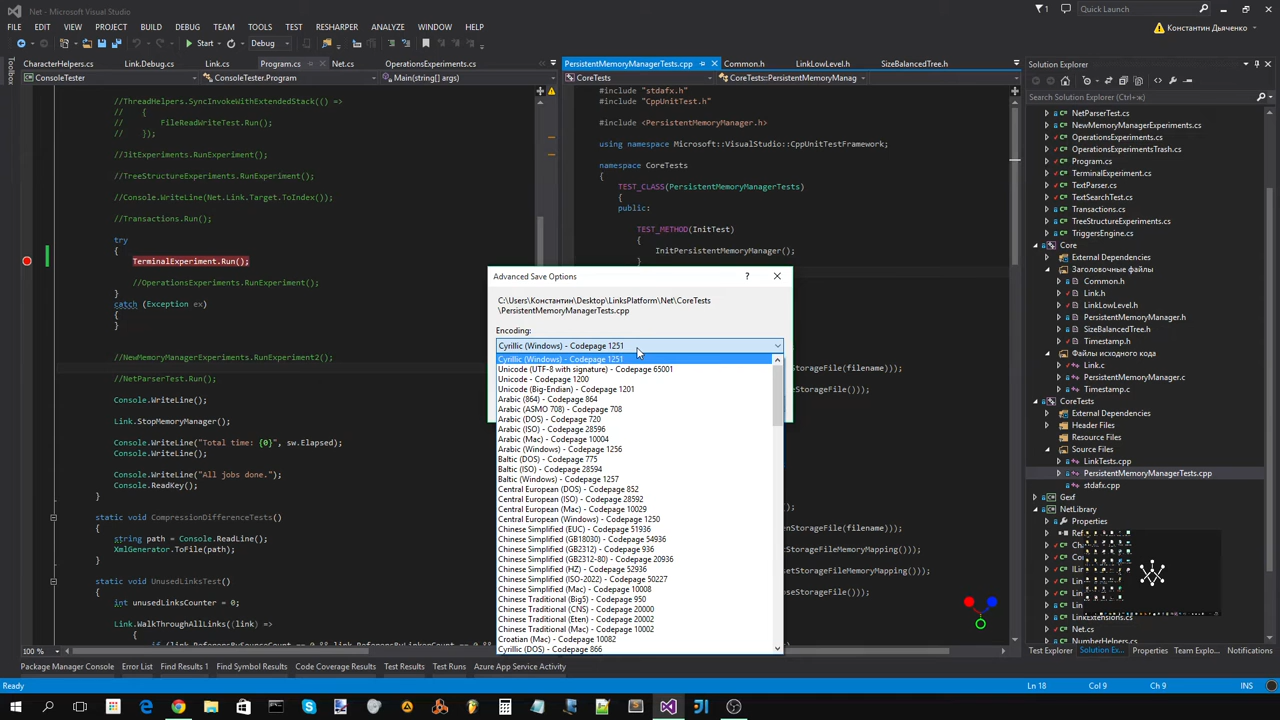 Net - Microsoft Visual Studio
Quick Launch
FILE EDIT VIEW PROJECT BUILD DEBUG TEAM TOOLS TEST RESHARPER ANALYZE WINDOW HELP
Константин Дьяченко
Start Debug
CharacterHelpers.cs Link.Debug.cs Link.cs Program.cs Net.cs OperationsExperiments.cs
ConsoleTester ConsoleTester.Program Main(string[] args)
Toolbox
//ThreadHelpers.SyncInvokeWithExtendedStack(() =>
// {
// FileReadWriteTest.Run();
// });
//JitExperiments.RunExperiment();
//TreeStructureExperiments.RunExperiment();
//Console.WriteLine(Net.Link.Target.ToIndex());
//Transactions.Run();
try
{
TerminalExperiment.Run();
//OperationsExperiments.RunExperiment();
}
catch (Exception ex)
{
}
//NewMemoryManagerExperiments.RunExperiment2();
//NetParserTest.Run();
Console.WriteLine();
Link.StopMemoryManager();
Console.WriteLine("Total time: {0}", sw.Elapsed);
Console.WriteLine();
Console.WriteLine("All jobs done.");
Console.ReadKey();
}
static void CompressionDifferenceTests()
{
string path = Console.ReadLine();
XmlGenerator.ToFile(path);
}
static void UnusedLinksTest()
{
int unusedLinksCounter = 0;
Link.WalkThroughAllLinks((link) =>
{
100 %
PersistentMemoryManagerTests.cpp Common.h LinkLowLevel.h SizeBalancedTree.h
CoreTests CoreTests::PersistentMemoryManag
#include "stdafx.h"
#include "CppUnitTest.h"
#include <PersistentMemoryManager.h>
using namespace Microsoft::VisualStudio::CppUnitTestFramework;
namespace CoreTests
{
TEST_CLASS(PersistentMemoryManagerTests)
{
public:
TEST_METHOD(InitTest)
{
InitPersistentMemoryManager();
}
StorageFile(filename)));
StorageFile()));
enStorageFile(filename)));
etStorageFileMemoryMapping()));
setStorageFileMemoryMapping()));
seStorageFile()));
Advanced Save Options
?
C:\Users\Константин\Desktop\LinksPlatform\Net\CoreTests
\PersistentMemoryManagerTests.cpp
Encoding:
Cyrillic (Windows) - Codepage 1251
Cyrillic (Windows) - Codepage 1251
Unicode (UTF-8 with signature) - Codepage 65001
Unicode - Codepage 1200
Unicode (Big-Endian) - Codepage 1201
Arabic (864) - Codepage 864
Arabic (ASMO 708) - Codepage 708
Arabic (DOS) - Codepage 720
Arabic (ISO) - Codepage 28596
Arabic (Mac) - Codepage 10004
Arabic (Windows) - Codepage 1256
Baltic (DOS) - Codepage 775
Baltic (ISO) - Codepage 28594
Baltic (Windows) - Codepage 1257
Central European (DOS) - Codepage 852
Central European (ISO) - Codepage 28592
Central European (Mac) - Codepage 10029
Central European (Windows) - Codepage 1250
Chinese Simplified (EUC) - Codepage 51936
Chinese Simplified (GB18030) - Codepage 54936
Chinese Simplified (GB2312) - Codepage 936
Chinese Simplified (GB2312-80) - Codepage 20936
Chinese Simplified (HZ) - Codepage 52936
Chinese Simplified (ISO-2022) - Codepage 50227
Chinese Simplified (Mac) - Codepage 10008
Chinese Traditional (Big5) - Codepage 950
Chinese Traditional (CNS) - Codepage 20000
Chinese Traditional (Eten) - Codepage 20002
Chinese Traditional (Mac) - Codepage 10002
Croatian (Mac) - Codepage 10082
Cyrillic (DOS) - Codepage 866
Solution Explorer
Search Solution Explorer (Ctrl+ж)
NetParserTest.cs
NewMemoryManagerExperiments.cs
OperationsExperiments.cs
OperationsExperimentsTrash.cs
Program.cs
TerminalExperiment.cs
TextParser.cs
TextSearchTest.cs
Transactions.cs
TreeStructureExperiments.cs
TriggersEngine.cs
Core
External Dependencies
Заголовочные файлы
Common.h
Link.h
LinkLowLevel.h
PersistentMemoryManager.h
SizeBalancedTree.h
Timestamp.h
Файлы исходного кода
Link.c
PersistentMemoryManager.c
Timestamp.c
CoreTests
External Dependencies
Header Files
Resource Files
Source Files
LinkTests.cpp
PersistentMemoryManagerTests.cpp
stdafx.cpp
Gexf
NetLibrary
Properties
LinkExtensions.cs
Net.cs
NumberHelpers.cs
Test Explorer Solution Ex... Properties Team Explo... Notifications
Package Manager Console Error List Find Results 1 Find Symbol Results Code Coverage Results Test Results Test Runs Azure App Service Activity
Ready Ln 18 Col 9 Ch 9 INS